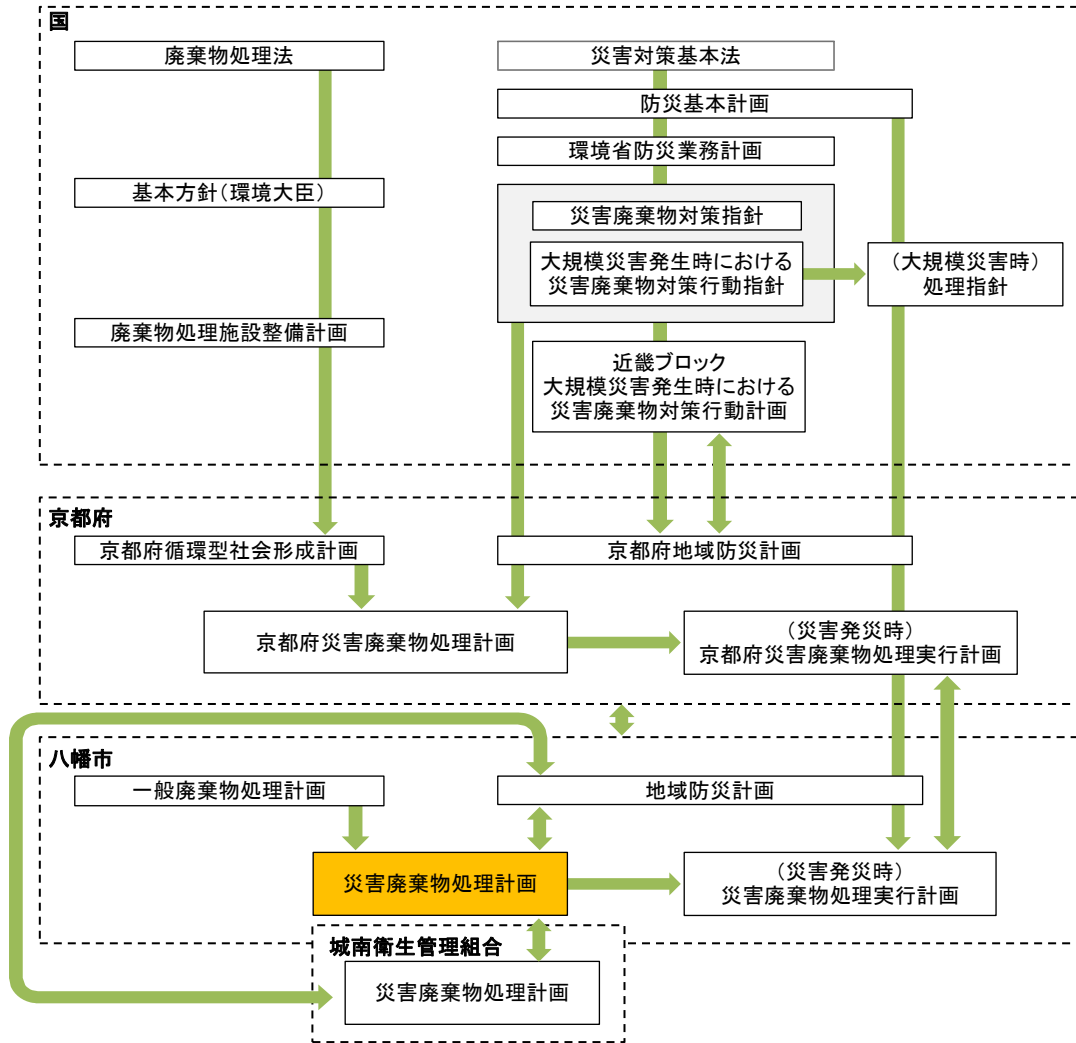 国
廃棄物処理法
災害対策基本法
防災基本計画
環境省防災業務計画
基本方針(環境大臣)
災害廃棄物対策指針
大規模災害発生時における
災害廃棄物対策行動指針
(大規模災害時)
処理指針
廃棄物処理施設整備計画
近畿ブロック
大規模災害発生時における
災害廃棄物対策行動計画
京都府
京都府循環型社会形成計画
京都府地域防災計画
京都府災害廃棄物処理計画
(災害発災時)
京都府災害廃棄物処理実行計画
八幡市
一般廃棄物処理計画
地域防災計画
災害廃棄物処理計画
(災害発災時)
災害廃棄物処理実行計画
城南衛生管理組合
災害廃棄物処理計画